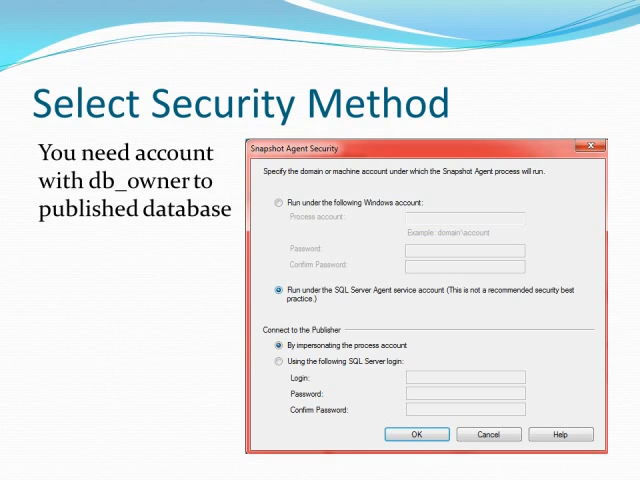 Select Security Method
You need account
with db_owner to
published database
Snapshot Agent Security
Specify the domain or machine account under which the Snapshot Agent process will run.
Run under the following Windows account:
Process account:
Example: domain\account
Password:
Confirm Password:
Run under the SQL Server Agent service account (This is not a recommended security best
practice.)
Connect to the Publisher
By impersonating the process account
Using the following SQL Server login:
Login:
Password:
Confirm Password:
OK Cancel Help